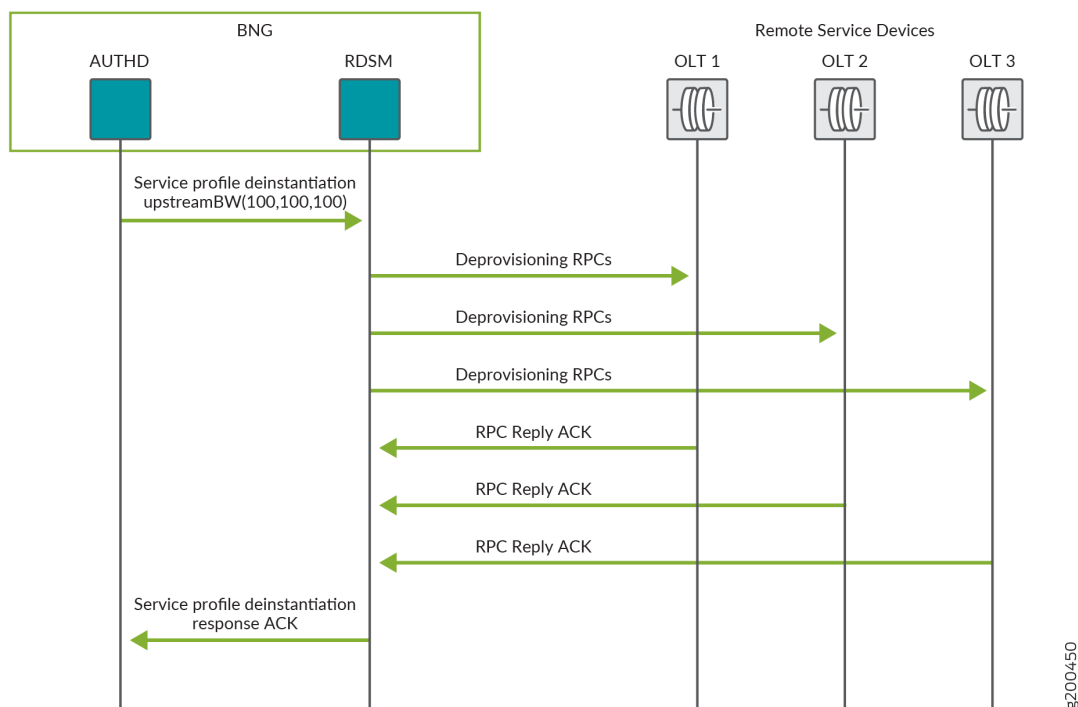 BNG
Remote Service Devices
AUTHD
RDSM
OLT 1
OLT 2
OLT 3
Service profile deinstantiation
upstreamBW(100,100,100)
Deprovisioning RPCs
Deprovisioning RPCs
Deprovisioning RPCs
RPC Reply ACK
RPC Reply ACK
RPC Reply ACK
Service profile deinstantiation
response ACK
g200450